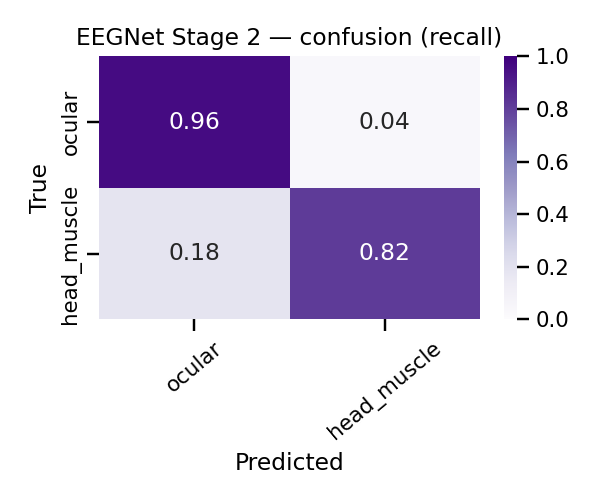 EEGNet Stage 2 — confusion (recall)
True
ocular
head_muscle
0.96
0.04
0.18
0.82
ocular
head_muscle
Predicted
1.0
0.8
0.6
0.4
0.2
0.0